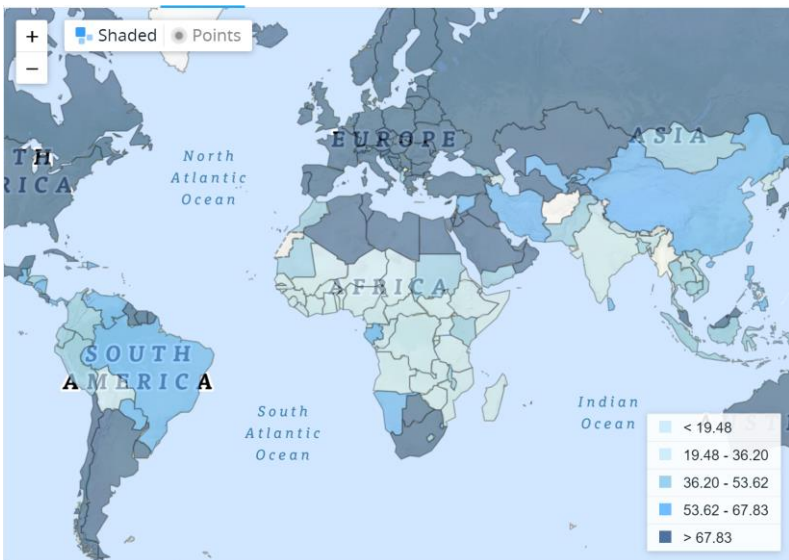 +
Shaded
Points
−
EUROPE
ASIA
TH
RICA
North
Atlantic
Ocean
AFRICA
SOUTH
AMERICA
South
Atlantic
Ocean
Indian
Ocean
AUST
< 19.48
19.48 - 36.20
36.20 - 53.62
53.62 - 67.83
> 67.83